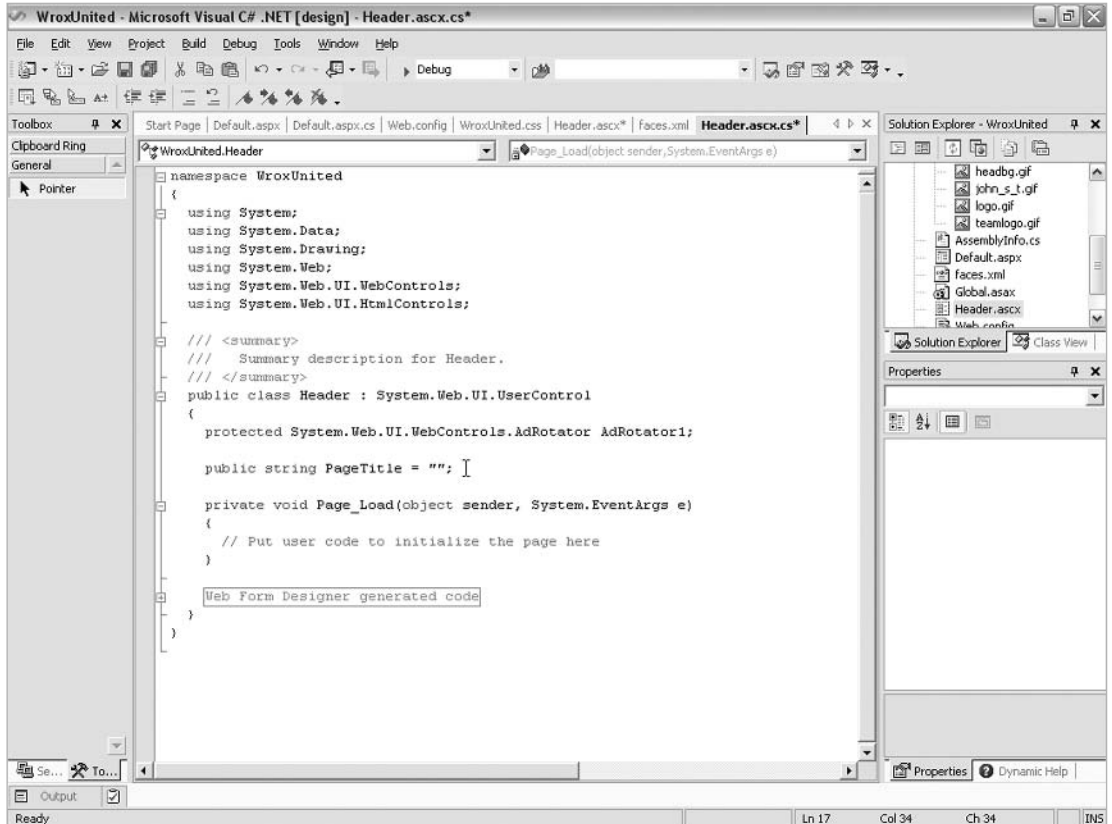 WroxUnited - Microsoft Visual C# .NET [design] - Header.ascx.cs*
File Edit View Project Build Debug Tools Window Help
Debug
Toolbox
Start Page Default.aspx Default.aspx.cs Web.config WroxUnited.css Header.ascx* faces.xml Header.ascx.cs*
Solution Explorer - WroxUnited
Clipboard Ring
General
Pointer
WroxUnited.Header
Page_Load(object sender,System.EventArgs e)
namespace WroxUnited
{
using System;
using System.Data;
using System.Drawing;
using System.Web;
using System.Web.UI.WebControls;
using System.Web.UI.HtmlControls;
/// <summary>
/// Summary description for Header.
/// </summary>
public class Header : System.Web.UI.UserControl
{
protected System.Web.UI.WebControls.AdRotator AdRotator1;
public string PageTitle = "";
private void Page_Load(object sender, System.EventArgs e)
{
// Put user code to initialize the page here
}
Web Form Designer generated code
}
}
headbg.gif
john_s_t.gif
logo.gif
teamlogo.gif
AssemblyInfo.cs
Default.aspx
faces.xml
Global.asax
Header.ascx
Web.config
Solution Explorer Class View
Properties
Se... To...
Properties Dynamic Help
Output
Ready Ln 17 Col 34 Ch 34 INS